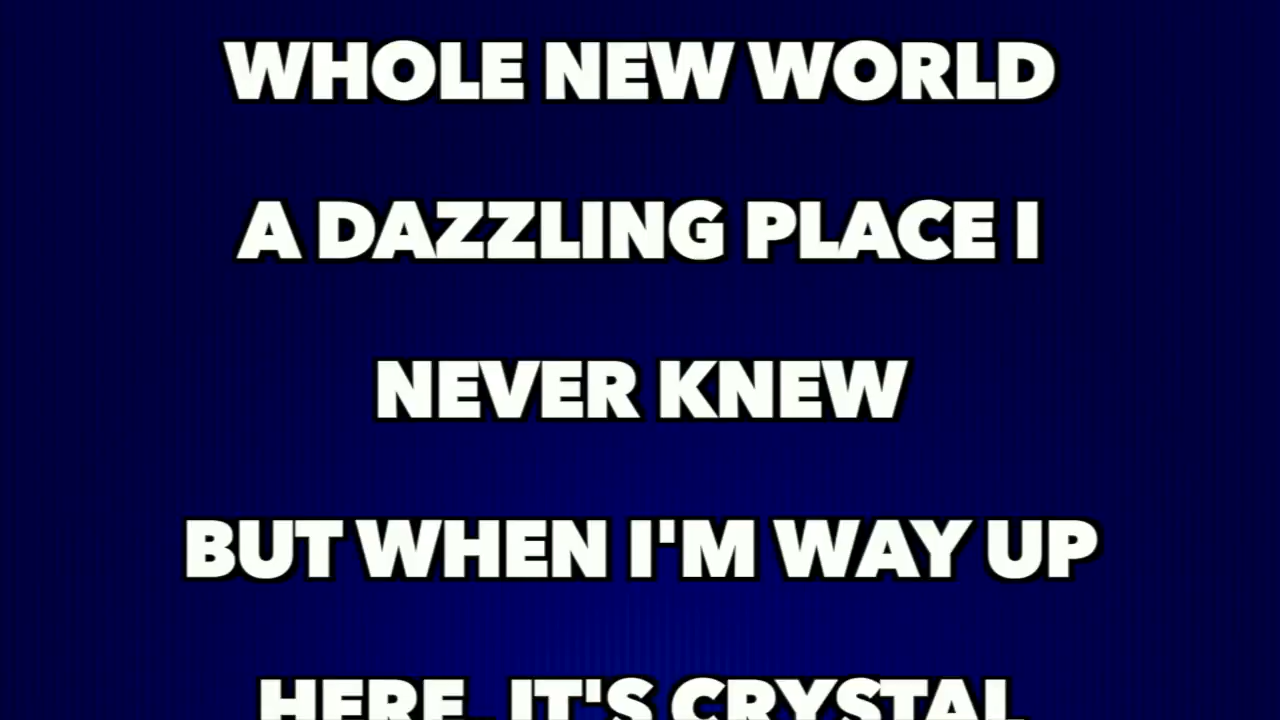 WHOLE NEW WORLD
A DAZZLING PLACE I
NEVER KNEW
BUT WHEN I'M WAY UP
HERE, IT'S CRYSTAL